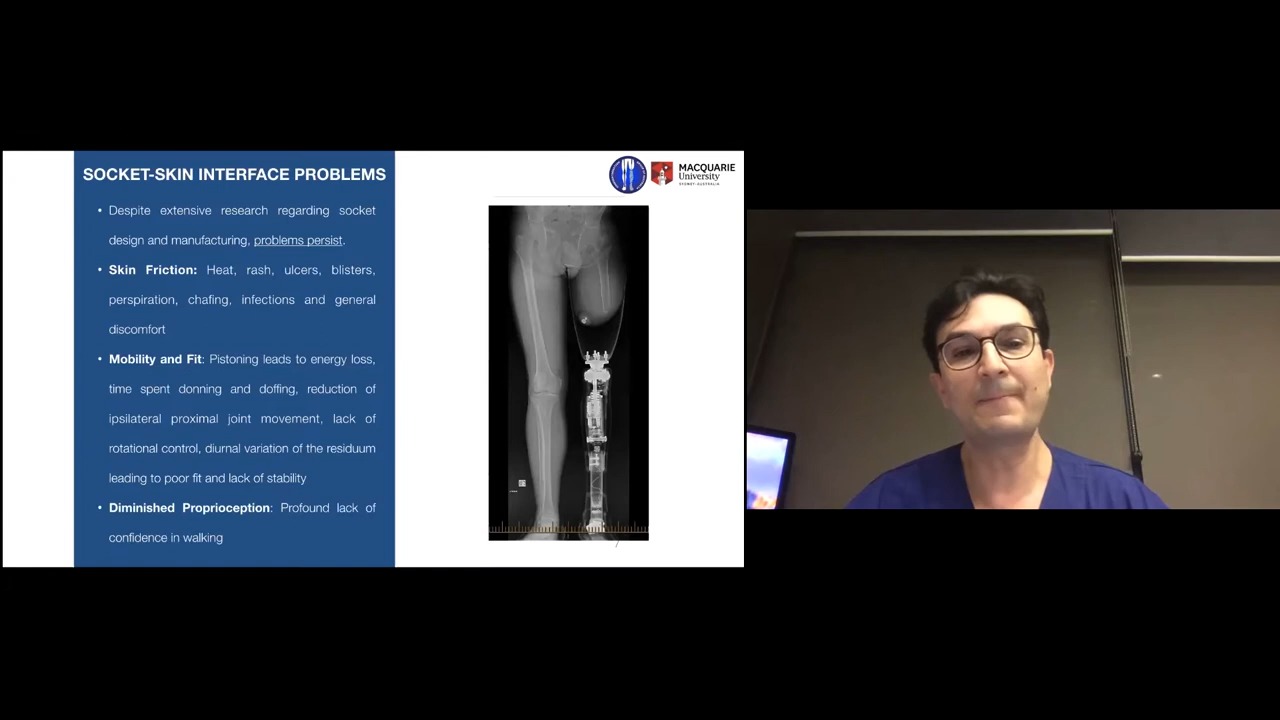 SOCKET-SKIN INTERFACE PROBLEMS
• Despite extensive research regarding socket
design and manufacturing, problems persist.
• Skin Friction: Heat, rash, ulcers, blisters,
perspiration, chafing, infections and general
discomfort
• Mobility and Fit: Pistoning leads to energy loss,
time spent donning and doffing, reduction of
ipsilateral proximal joint movement, lack of
rotational control, diurnal variation of the residuum
leading to poor fit and lack of stability
• Diminished Proprioception: Profound lack of
confidence in walking
MACQUARIE
University
SYDNEY·AUSTRALIA
7